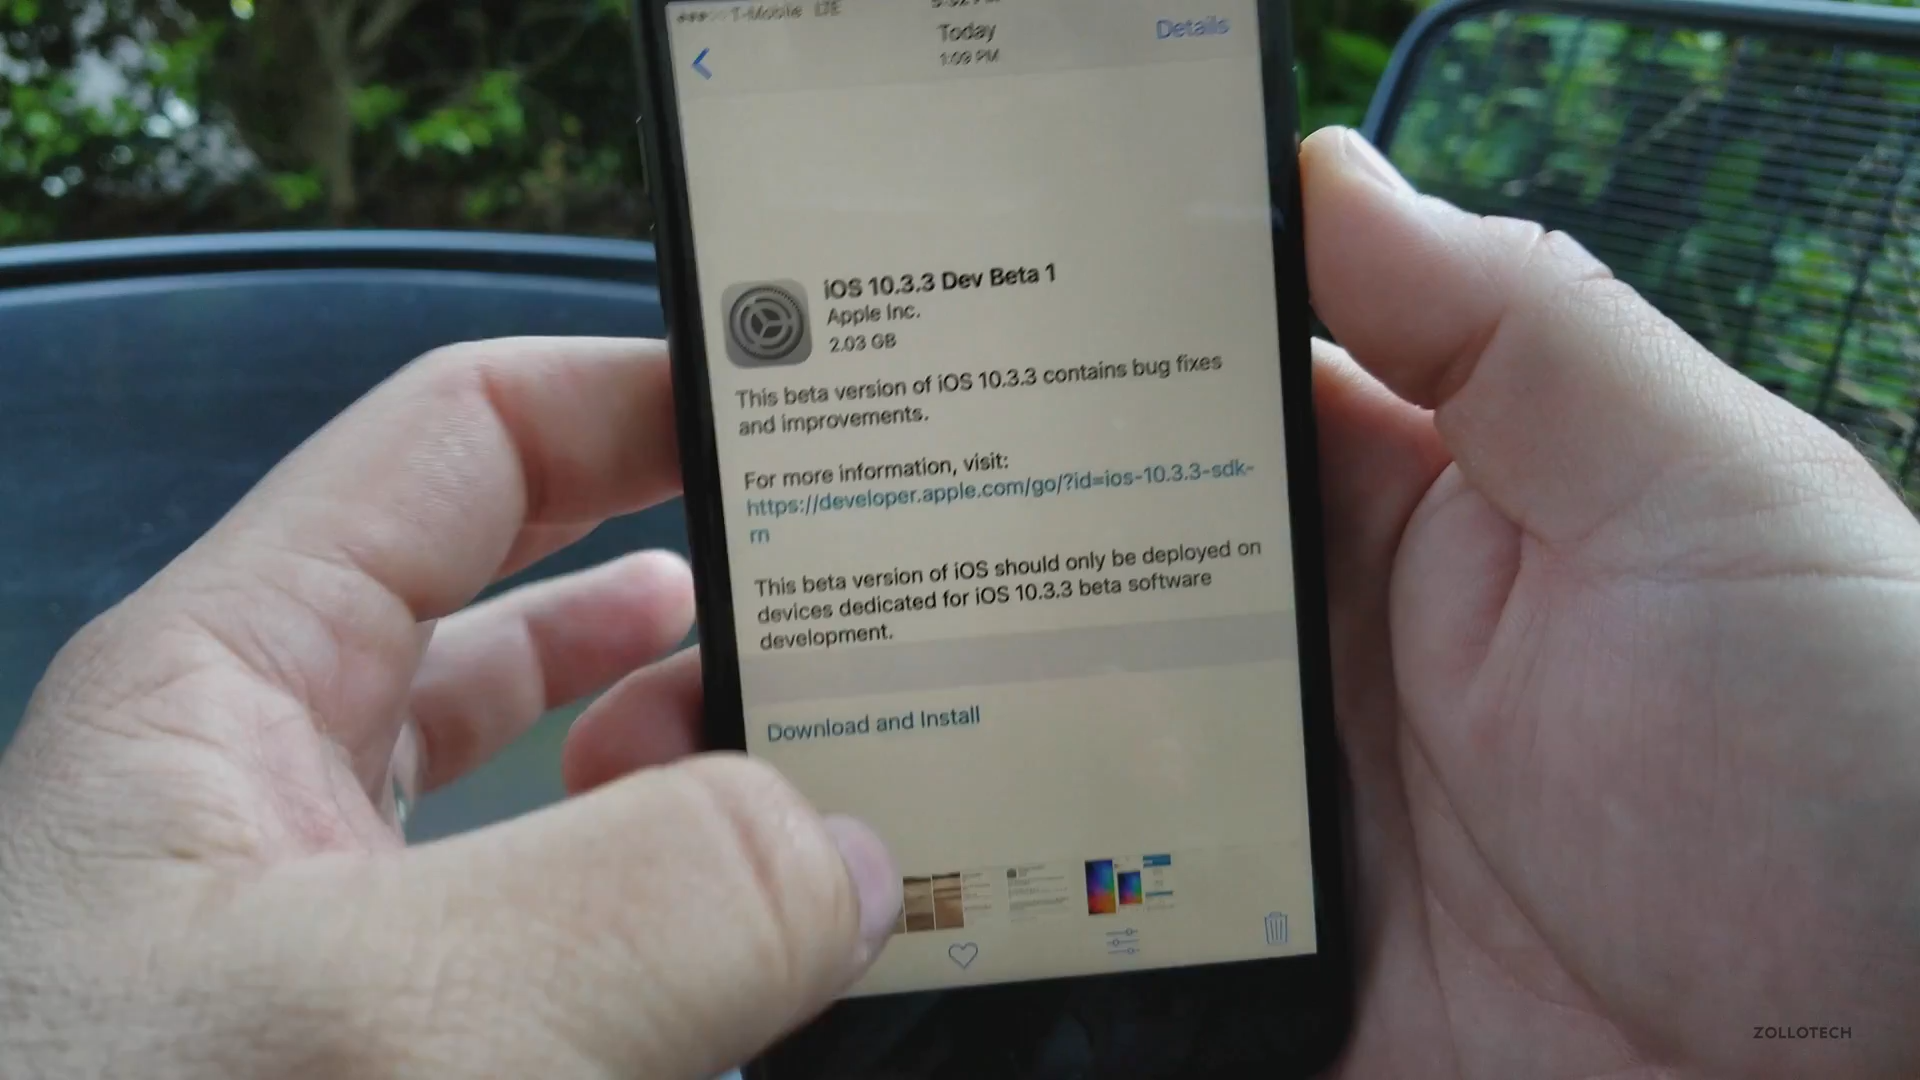 T-Mobile LTE
Today
Details
1:09 PM
iOS 10.3.3 Dev Beta 1
Apple Inc.
2.03 GB
This beta version of iOS 10.3.3 contains bug fixes
and improvements.
For more information, visit:
https://developer.apple.com/go/?id=ios-10.3.3-sdk-
rn
This beta version of iOS should only be deployed on
devices dedicated for iOS 10.3.3 beta software
development.
Download and Install
ZOLLOTECH